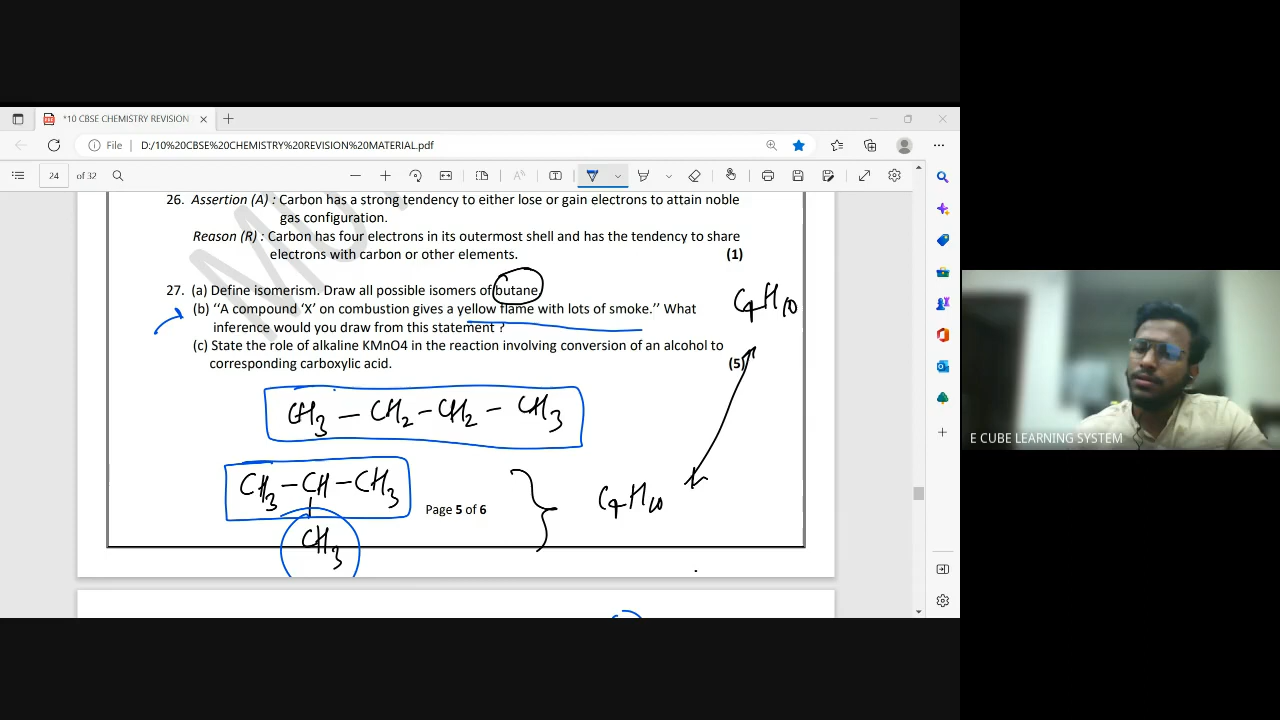 *10 CBSE CHEMISTRY REVISION
File
D:/10%20CBSE%20CHEMISTRY%20REVISION%20MATERIAL.pdf
24 of 32
26. Assertion (A) : Carbon has a strong tendency to either lose or gain electrons to attain noble
gas configuration.
Reason (R) : Carbon has four electrons in its outermost shell and has the tendency to share
electrons with carbon or other elements.
(1)
27. (a) Define isomerism. Draw all possible isomers of butane
(b) ‘‘A compound ‘X’ on combustion gives a yellow flame with lots of smoke.’’ What
inference would you draw from this statement ?
(c) State the role of alkaline KMnO4 in the reaction involving conversion of an alcohol to
corresponding carboxylic acid.
(5)
C4H10
CH3 – CH2 – CH2 – CH3
CH3 – CH – CH3
CH3
C4H10
Page 5 of 6
E CUBE LEARNING SYSTEM